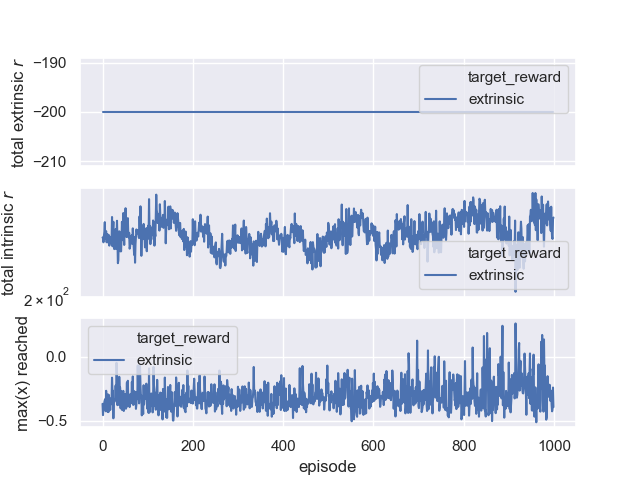 total extrinsic r
−190
−200
−210
target_reward
extrinsic
total intrinsic r
2 × 10²
target_reward
extrinsic
max(x) reached
0.0
−0.5
target_reward
extrinsic
0 200 400 600 800 1000
episode